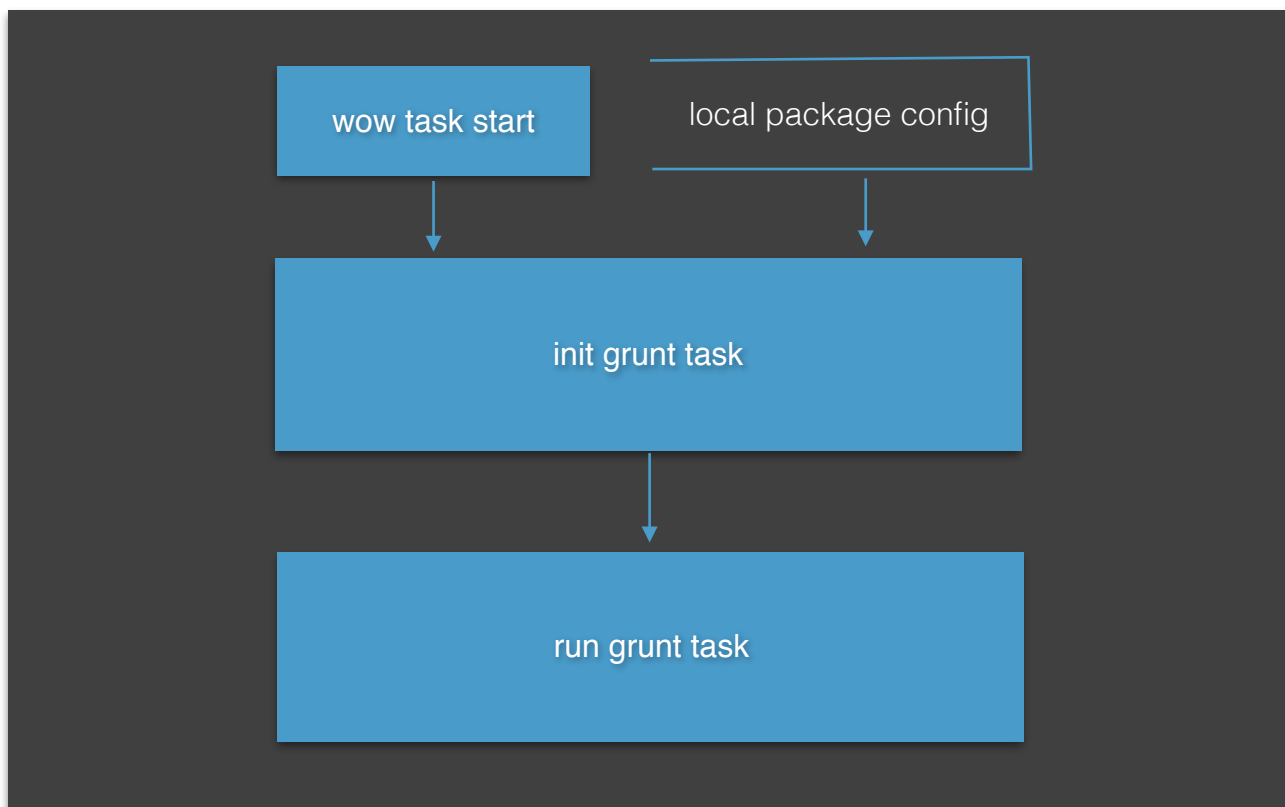 wow task start
local package config
init grunt task
run grunt task